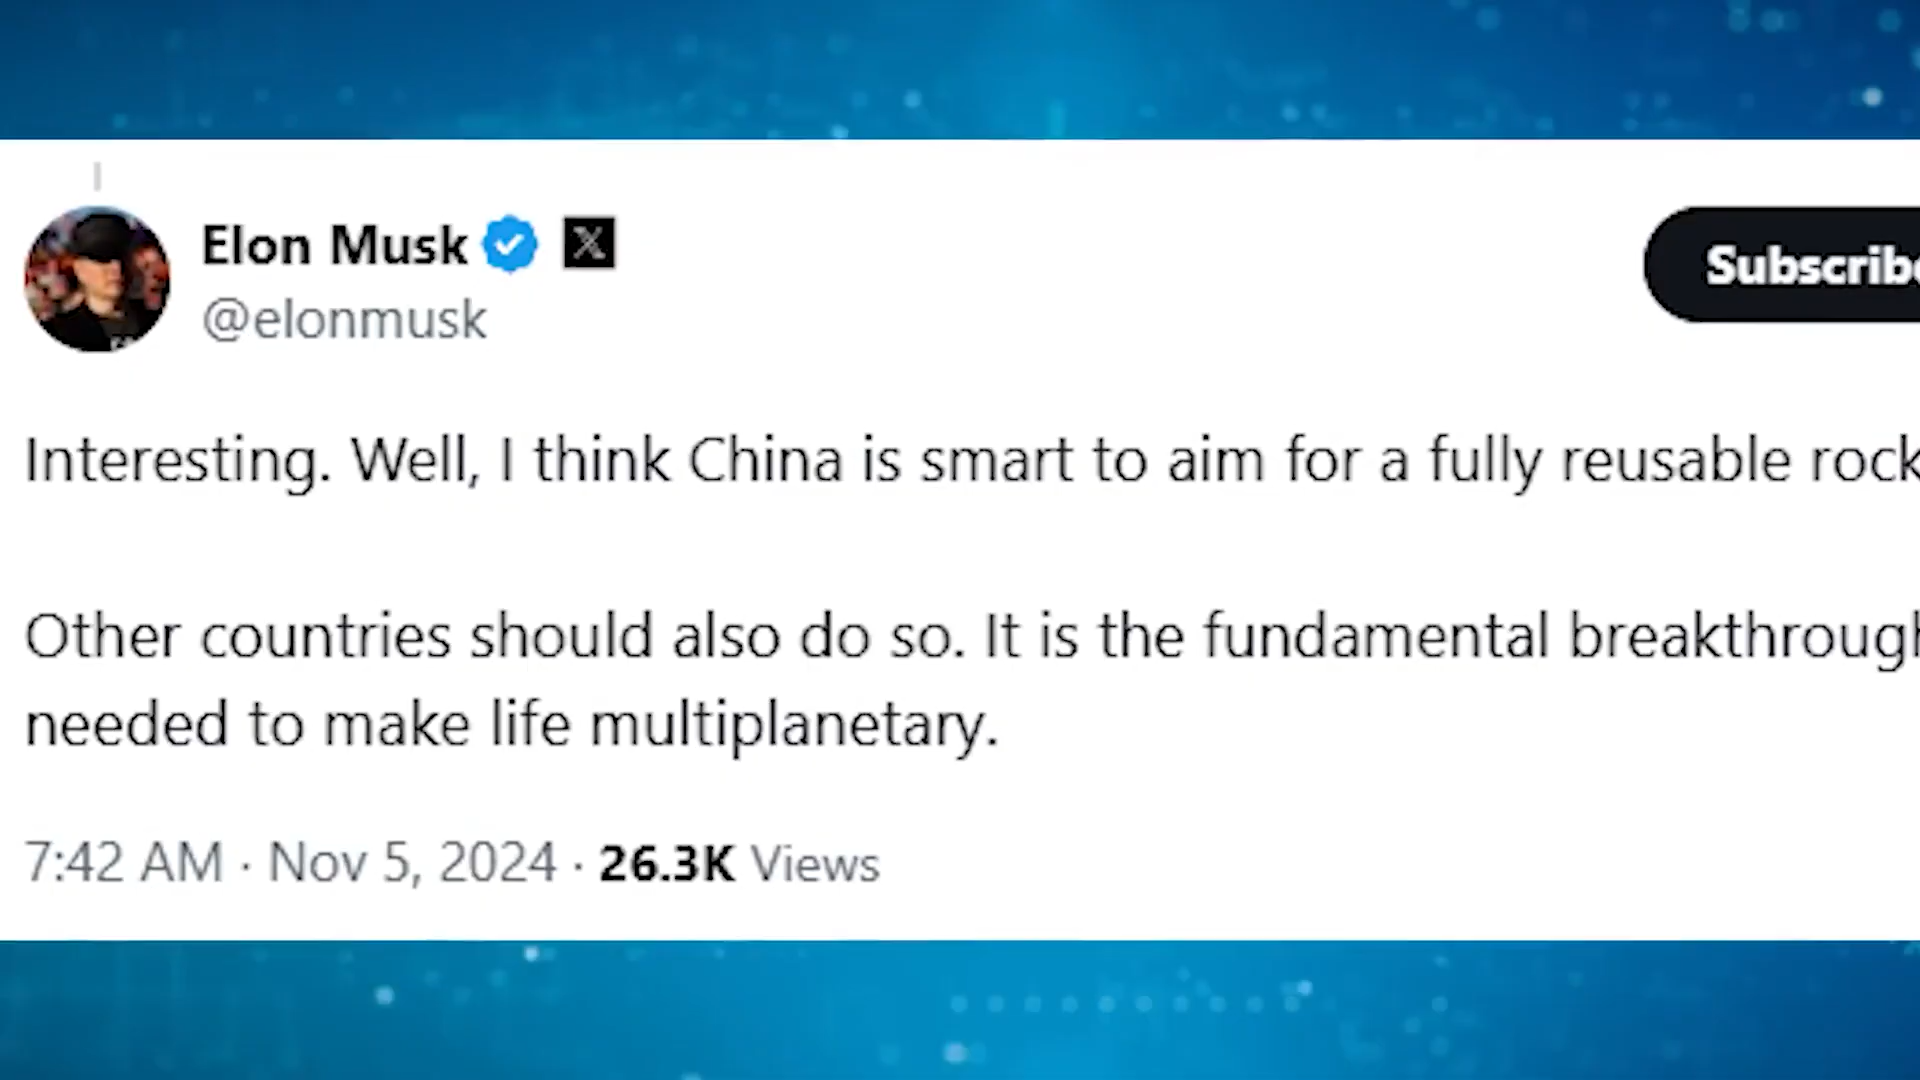 Elon Musk
@elonmusk
Subscribe
Interesting. Well, I think China is smart to aim for a fully reusable rock
Other countries should also do so. It is the fundamental breakthrough
needed to make life multiplanetary.
7:42 AM · Nov 5, 2024 · 26.3K Views